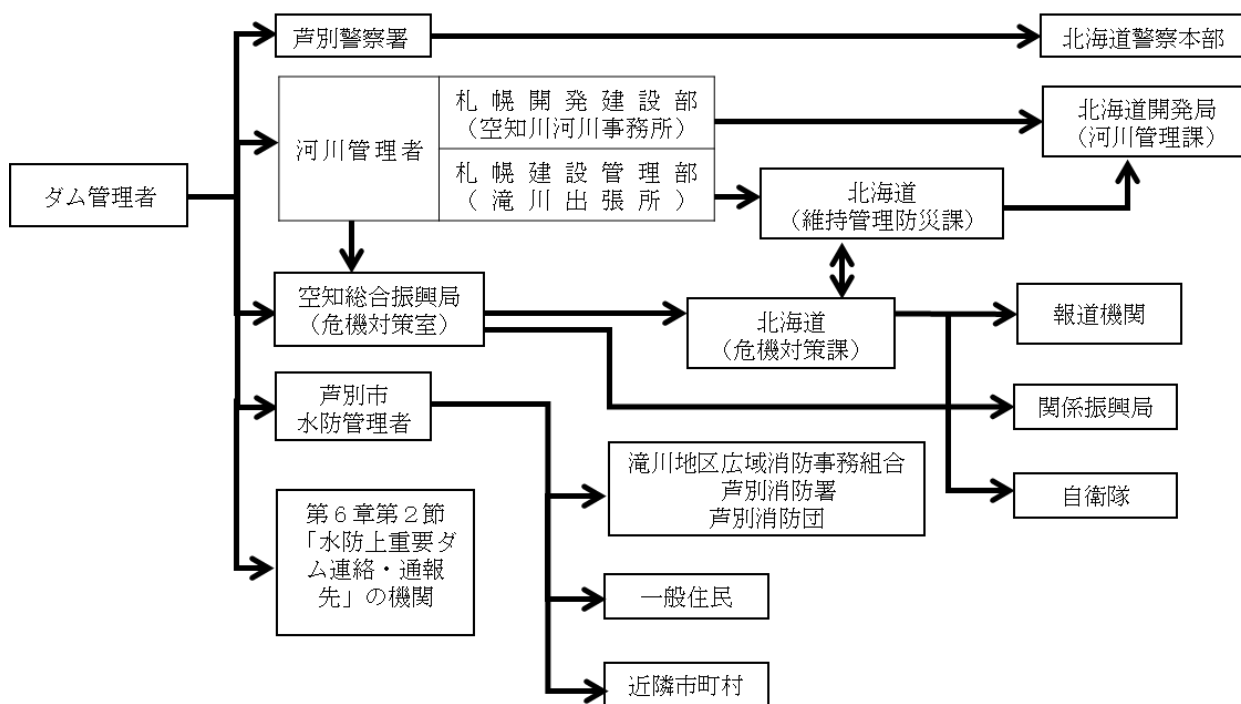 芦別警察署
北海道警察本部
河川管理者
札幌開発建設部
(空知川河川事務所)
札幌建設管理部
(滝川出張所)
北海道開発局
(河川管理課)
ダム管理者
北海道
(維持管理防災課)
空知総合振興局
(危機対策室)
北海道
(危機対策課)
報道機関
芦別市
水防管理者
関係振興局
滝川地区広域消防事務組合
芦別消防署
芦別消防団
自衛隊
第6章第2節
「水防上重要ダ
ム連絡・通報
先」の機関
一般住民
近隣市町村